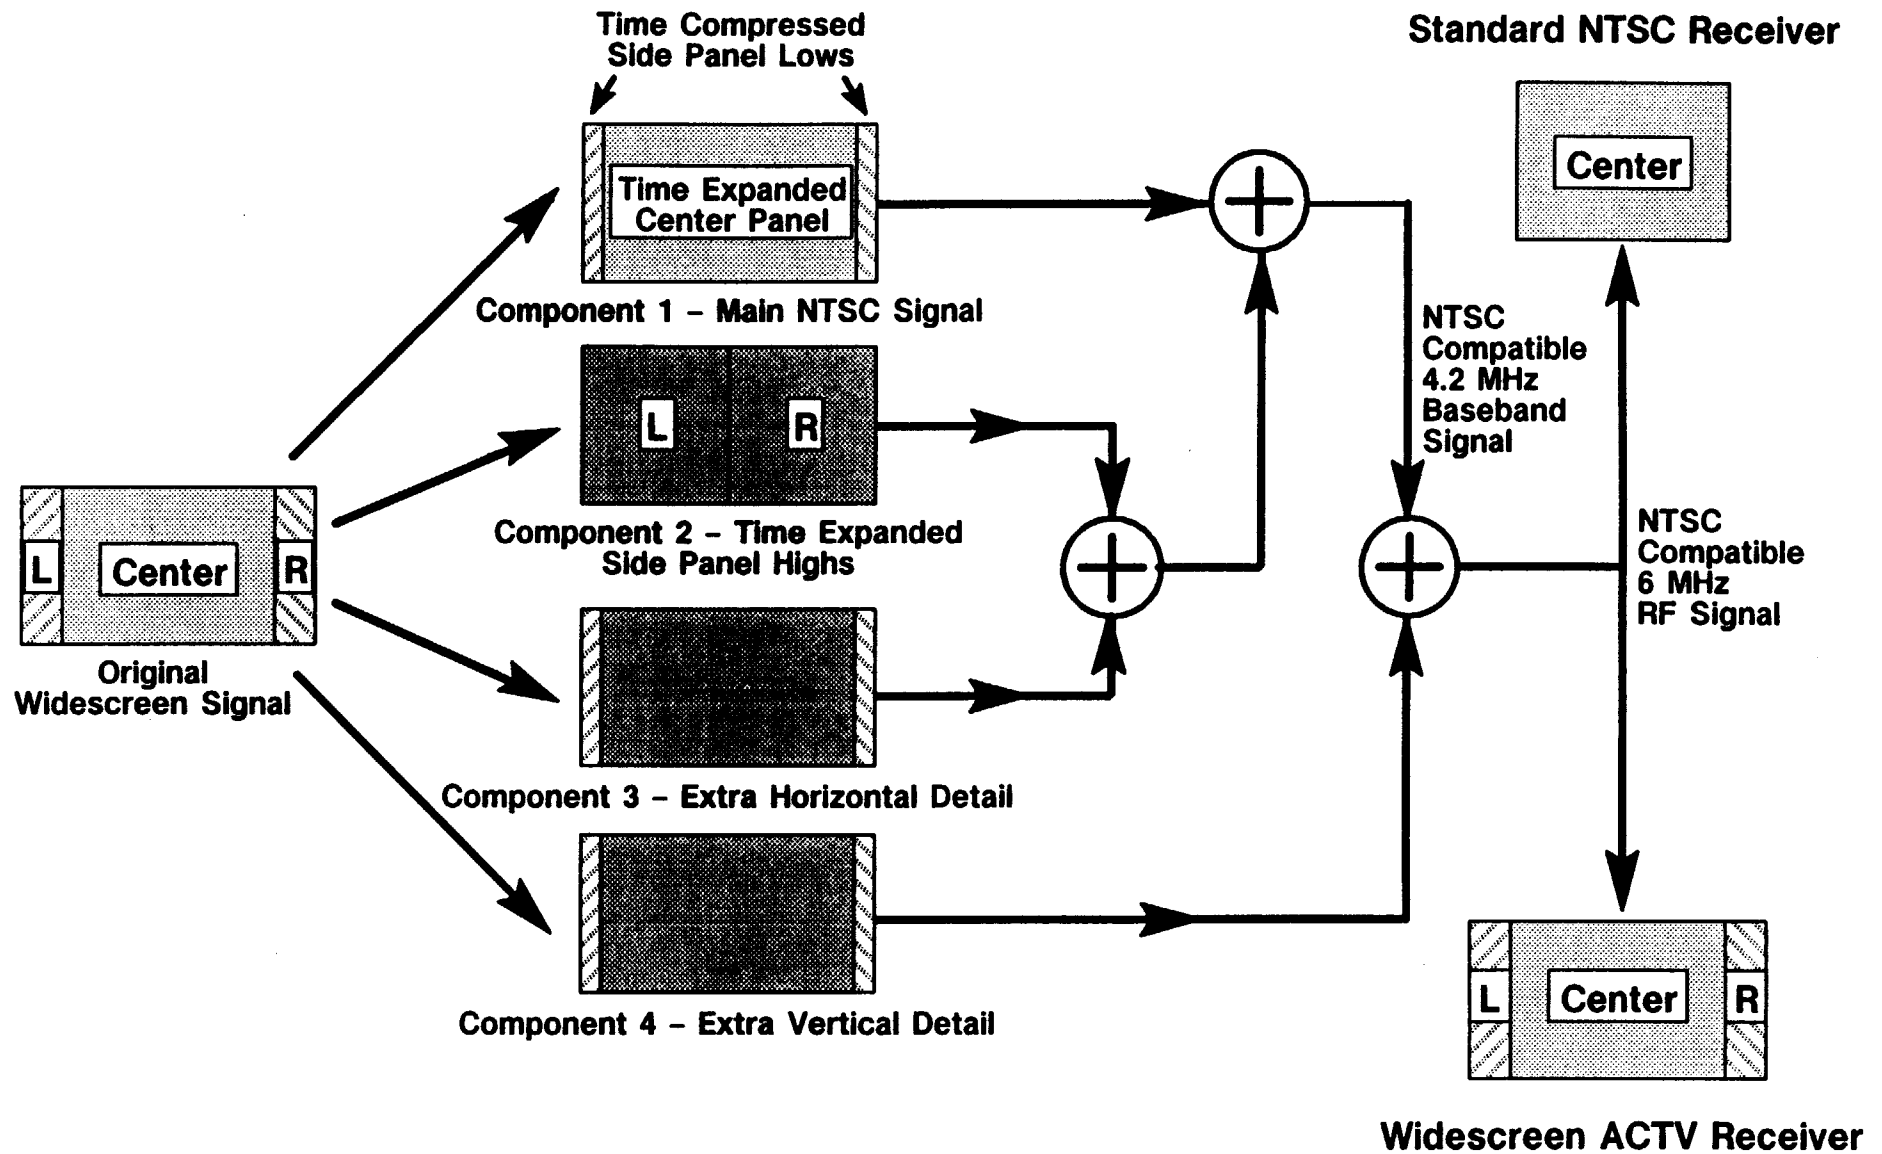 Time Compressed
Side Panel Lows
Standard NTSC Receiver
Center
Time Expanded
Center Panel
Component 1 – Main NTSC Signal
NTSC
Compatible
4.2 MHz
Baseband
Signal
L
R
Component 2 – Time Expanded
Side Panel Highs
L
Center
R
Original
Widescreen Signal
NTSC
Compatible
6 MHz
RF Signal
Component 3 – Extra Horizontal Detail
Component 4 – Extra Vertical Detail
L
Center
R
Widescreen ACTV Receiver